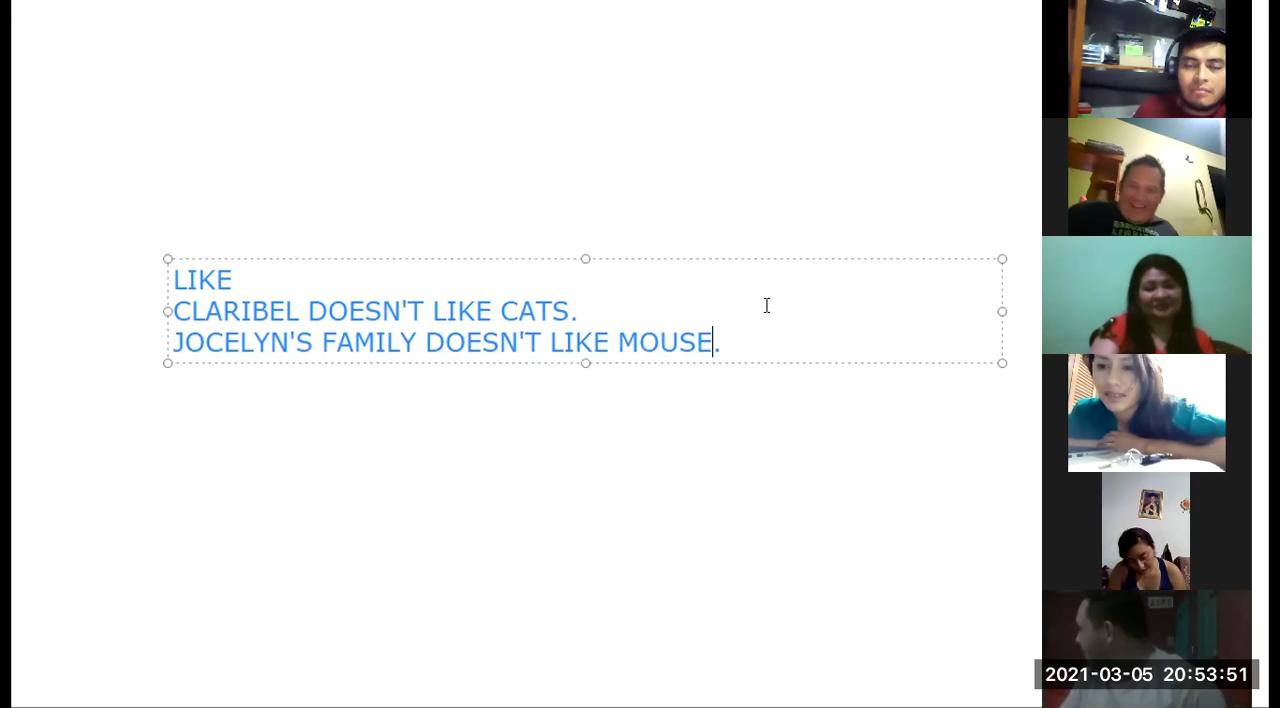 LIKE
CLARIBEL DOESN'T LIKE CATS.
JOCELYN'S FAMILY DOESN'T LIKE MOUSE.
2021-03-05 20:53:51